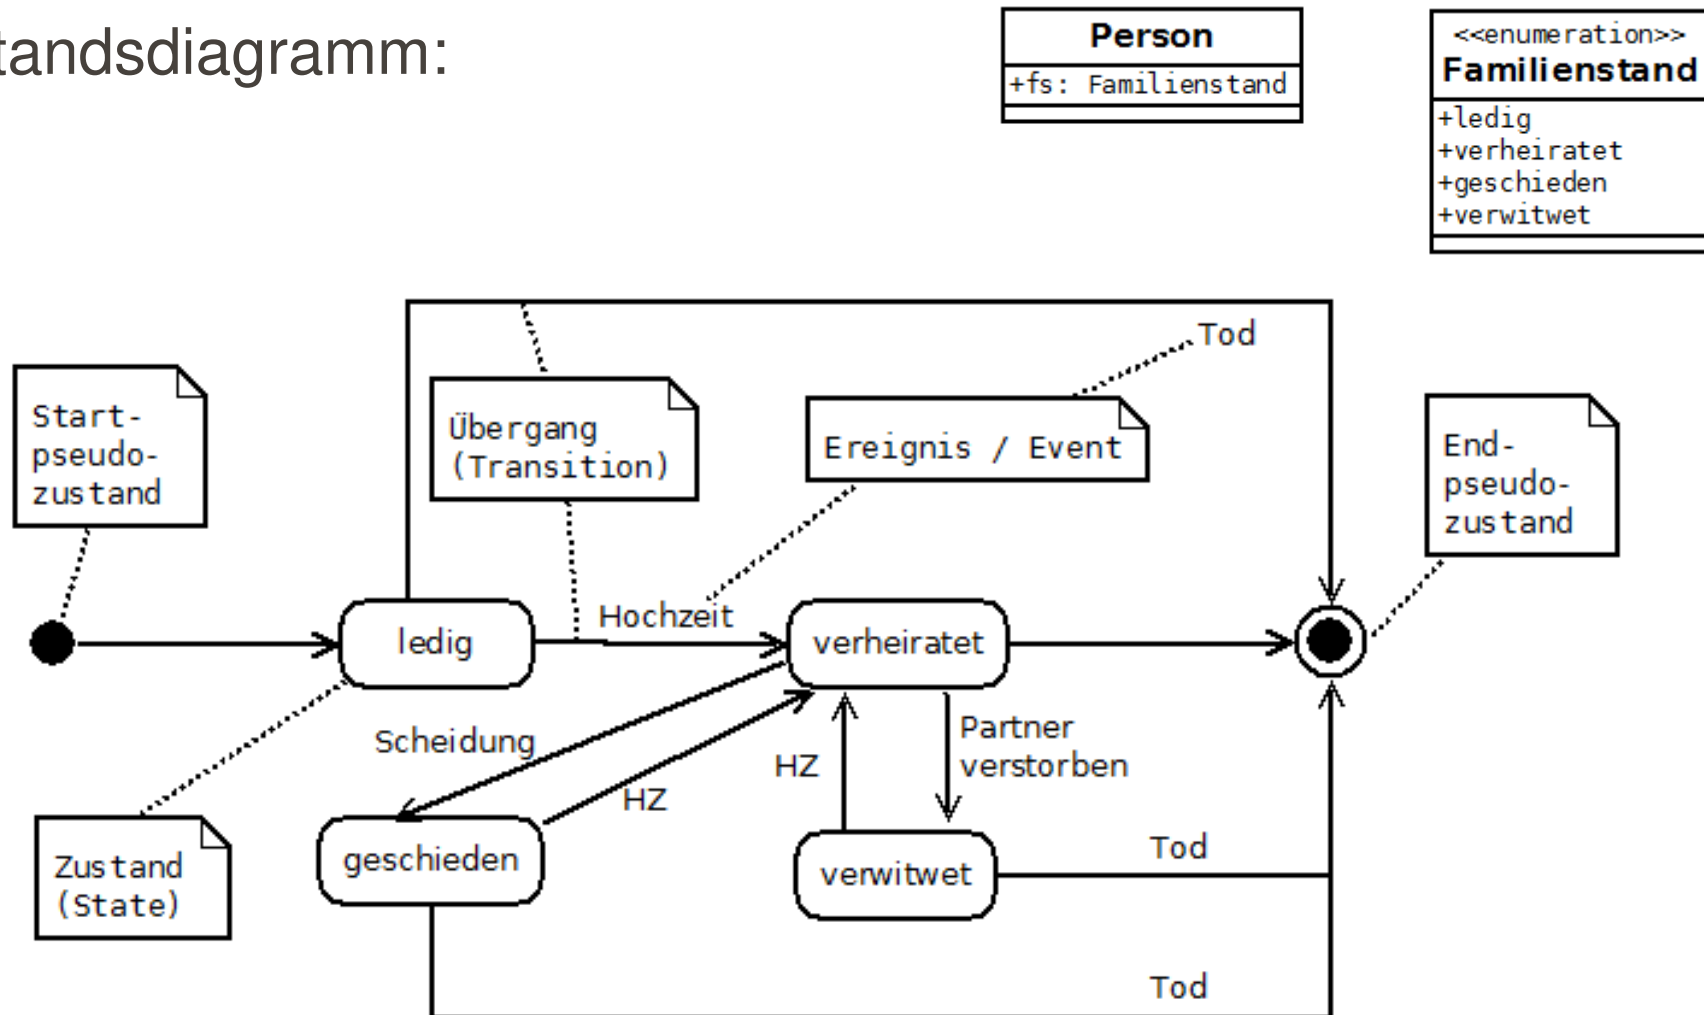 tandsdiagramm:
Person
+fs: Familienstand
<<enumeration>>
Familienstand
+ledig
+verheiratet
+geschieden
+verwitwet
Tod
Start-
pseudo-
zustand
Übergang
(Transition)
Ereignis / Event
End-
pseudo-
zustand
Hochzeit
ledig
verheiratet
Scheidung
HZ
HZ
Partner
verstorben
geschieden
verwitwet
Tod
Zustand
(State)
Tod